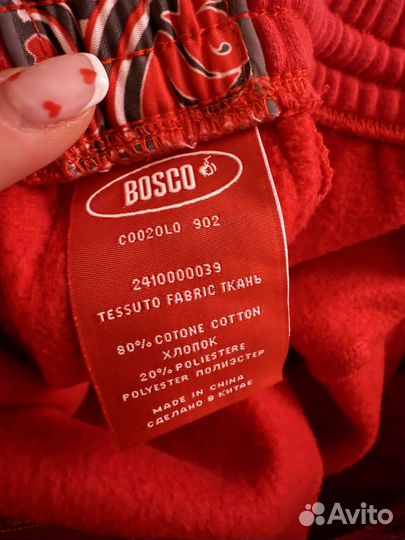 BOSCO
C0020L0 902
2410000039
TESSUTO FABRIC ТКАНЬ
80% COTONE COTTON
ХЛОПОК
20% POLIESTERE
POLYESTER ПОЛИЭСТЕР
MADE IN CHINA
СДЕЛАНО В КИТАЕ
Avito